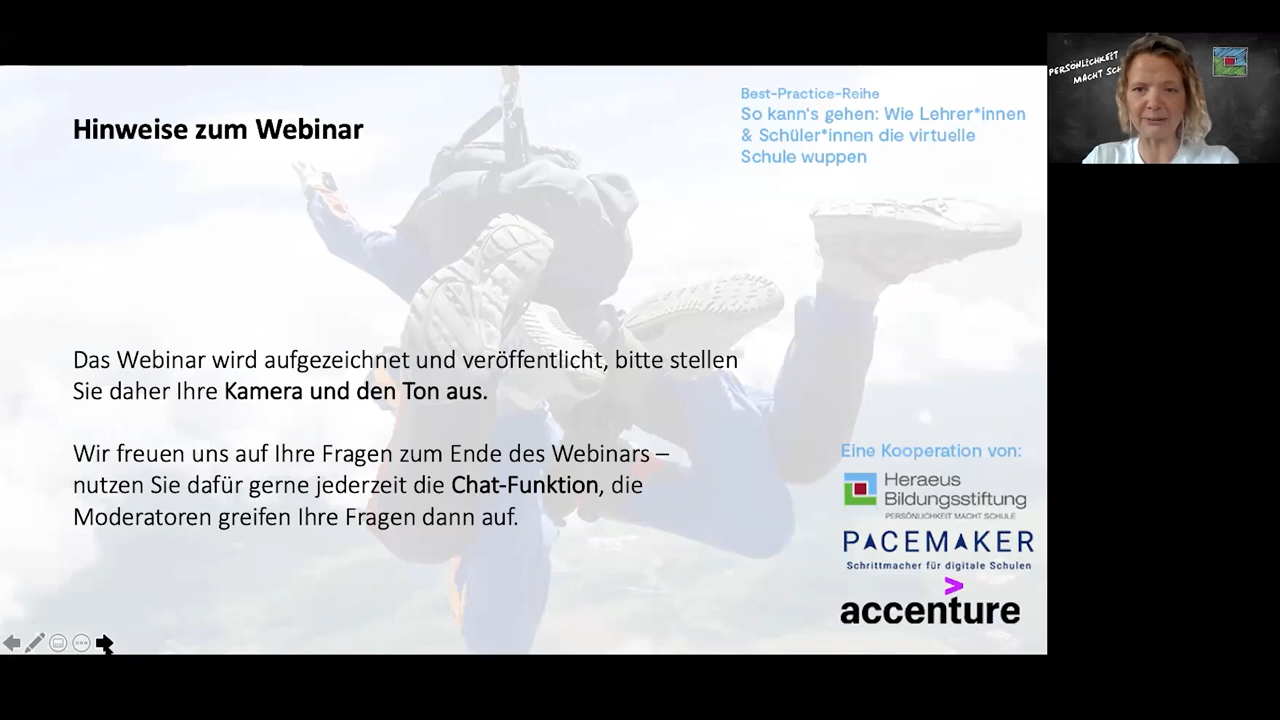 Hinweise zum Webinar
Best-Practice-Reihe
So kann's gehen: Wie Lehrer*innen
& Schüler*innen die virtuelle
Schule wuppen
PERSÖNLICHKEIT
MACHT SCH
Das Webinar wird aufgezeichnet und veröffentlicht, bitte stellen
Sie daher Ihre Kamera und den Ton aus.
Wir freuen uns auf Ihre Fragen zum Ende des Webinars –
nutzen Sie dafür gerne jederzeit die Chat-Funktion, die
Moderatoren greifen Ihre Fragen dann auf.
Eine Kooperation von:
Heraeus
Bildungsstiftung
PERSÖNLICHKEIT MACHT SCHULE
PACEMAKER
Schrittmacher für digitale Schulen
accenture